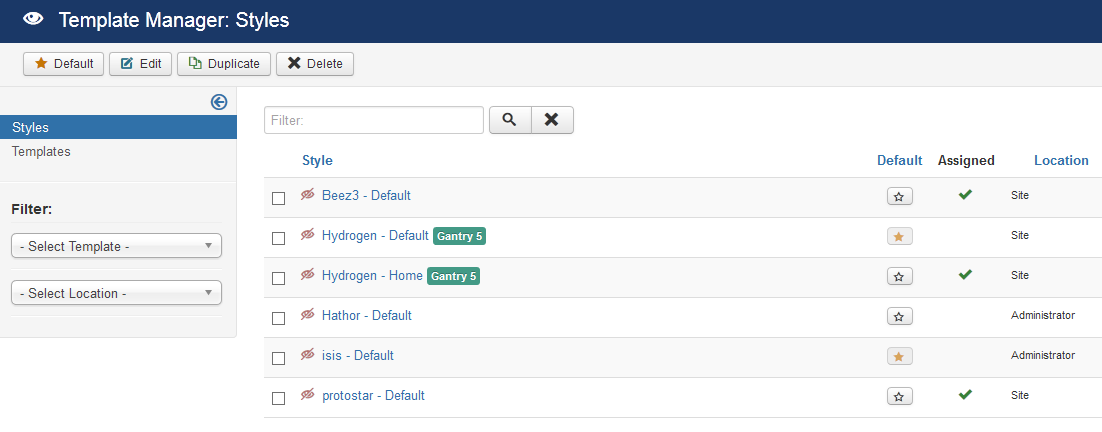 Template Manager: Styles
Default Edit Duplicate Delete
Styles
Templates
Filter:
- Select Template -
- Select Location -
Filter:
Style Default Assigned Location
Beez3 - Default Site
Hydrogen - Default Gantry 5 Site
Hydrogen - Home Gantry 5 Site
Hathor - Default Administrator
isis - Default Administrator
protostar - Default Site